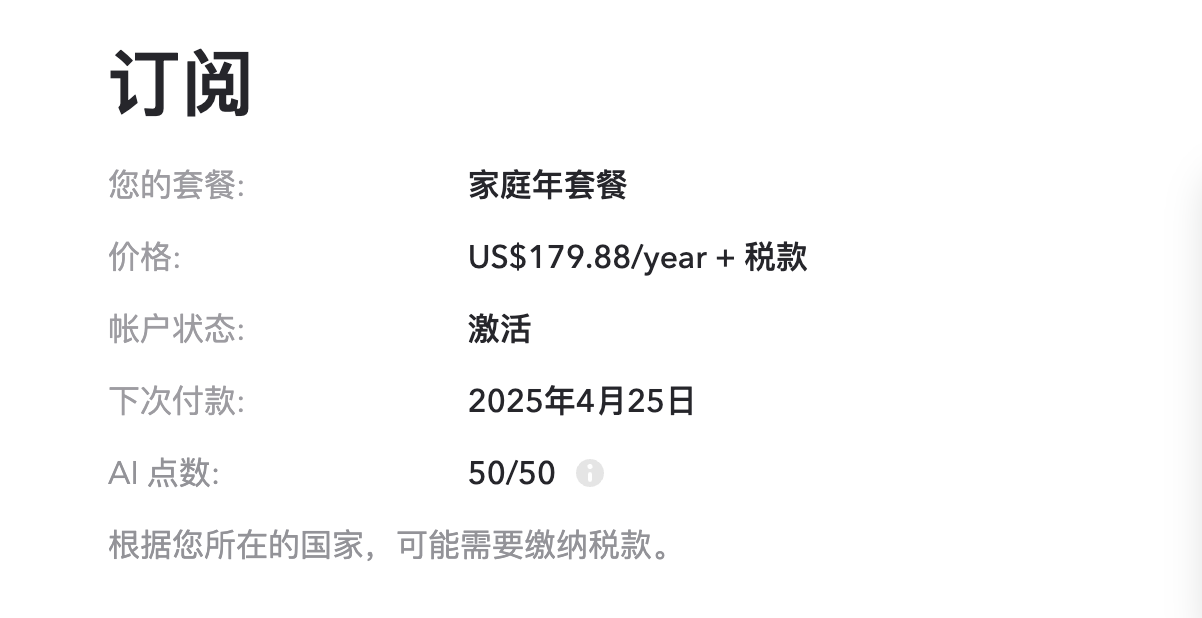 订阅
您的套餐: 家庭年套餐
价格: US$179.88/year + 税款
帐户状态: 激活
下次付款: 2025年4月25日
AI 点数: 50/50
根据您所在的国家，可能需要缴纳税款。